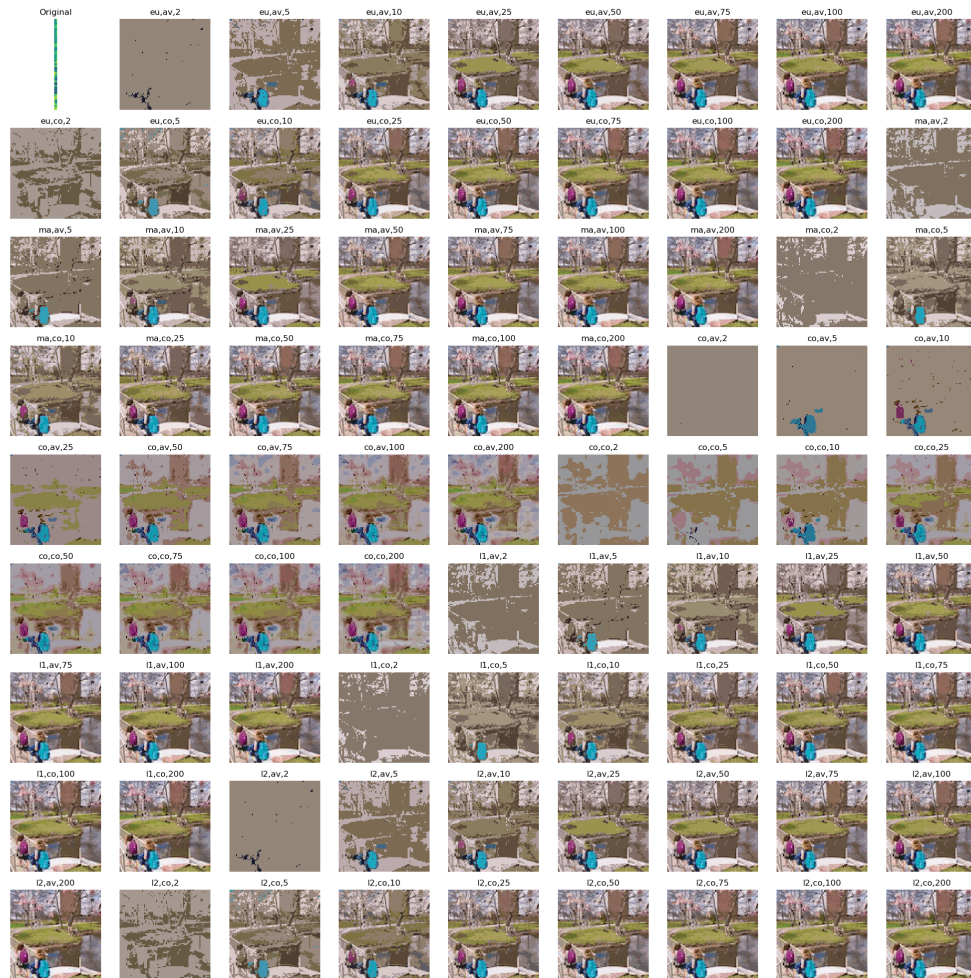 Original eu,av,2 eu,av,5 eu,av,10 eu,av,25 eu,av,50 eu,av,75 eu,av,100 eu,av,200
eu,co,2 eu,co,5 eu,co,10 eu,co,25 eu,co,50 eu,co,75 eu,co,100 eu,co,200 ma,av,2
ma,av,5 ma,av,10 ma,av,25 ma,av,50 ma,av,75 ma,av,100 ma,av,200 ma,co,2 ma,co,5
ma,co,10 ma,co,25 ma,co,50 ma,co,75 ma,co,100 ma,co,200 co,av,2 co,av,5 co,av,10
co,av,25 co,av,50 co,av,75 co,av,100 co,av,200 co,co,2 co,co,5 co,co,10 co,co,25
co,co,50 co,co,75 co,co,100 co,co,200 l1,av,2 l1,av,5 l1,av,10 l1,av,25 l1,av,50
l1,av,75 l1,av,100 l1,av,200 l1,co,2 l1,co,5 l1,co,10 l1,co,25 l1,co,50 l1,co,75
l1,co,100 l1,co,200 l2,av,2 l2,av,5 l2,av,10 l2,av,25 l2,av,50 l2,av,75 l2,av,100
l2,av,200 l2,co,2 l2,co,5 l2,co,10 l2,co,25 l2,co,50 l2,co,75 l2,co,100 l2,co,200